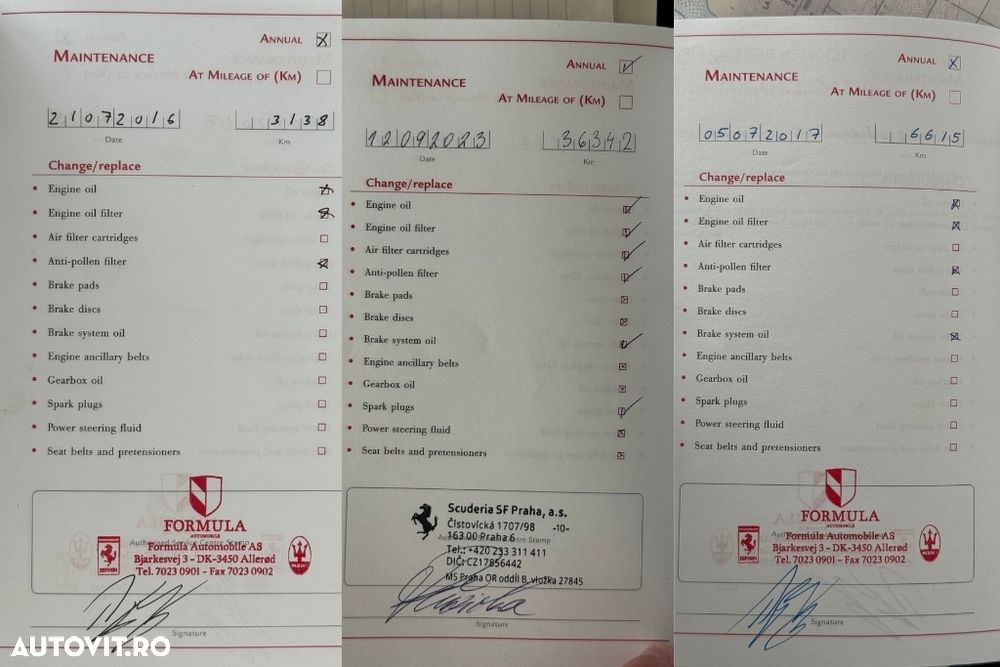 ANNUAL
MAINTENANCE
AT MILEAGE OF (KM)
21072016 3138
Date Km
Change/replace
Engine oil
Engine oil filter
Air filter cartridges
Anti-pollen filter
Brake pads
Brake discs
Brake system oil
Engine ancillary belts
Gearbox oil
Spark plugs
Power steering fluid
Seat belts and pretensioners
FORMULA
AUTOMOBILE
Authorised Service Centre Stamp
Formula Automobile AS
Bjarkesvej 3 - DK-3450 Allerød
Tel. 7023 0901 - Fax 7023 0902
Signature
AUTOVIT.RO
ANNUAL
MAINTENANCE
AT MILEAGE OF (KM)
12092023 36342
Date Km
Change/replace
Engine oil
Engine oil filter
Air filter cartridges
Anti-pollen filter
Brake pads
Brake discs
Brake system oil
Engine ancillary belts
Gearbox oil
Spark plugs
Power steering fluid
Seat belts and pretensioners
Scuderia SF Praha, a.s.
Čistovická 1707/98 -10-
163 00 Praha 6
Tel.: +420 233 311 411
DIČ: CZ17856442
MS Praha OR oddíl B, vložka 27845
Signature
ANNUAL
MAINTENANCE
AT MILEAGE OF (KM)
05072017 6615
Date Km
Change/replace
Engine oil
Engine oil filter
Air filter cartridges
Anti-pollen filter
Brake pads
Brake discs
Brake system oil
Engine ancillary belts
Gearbox oil
Spark plugs
Power steering fluid
Seat belts and pretensioners
FORMULA
AUTOMOBILE
Authorised Service Centre Stamp
Formula Automobile AS
Bjarkesvej 3 - DK-3450 Allerød
Tel. 7023 0901 - Fax 7023 0902
Signature